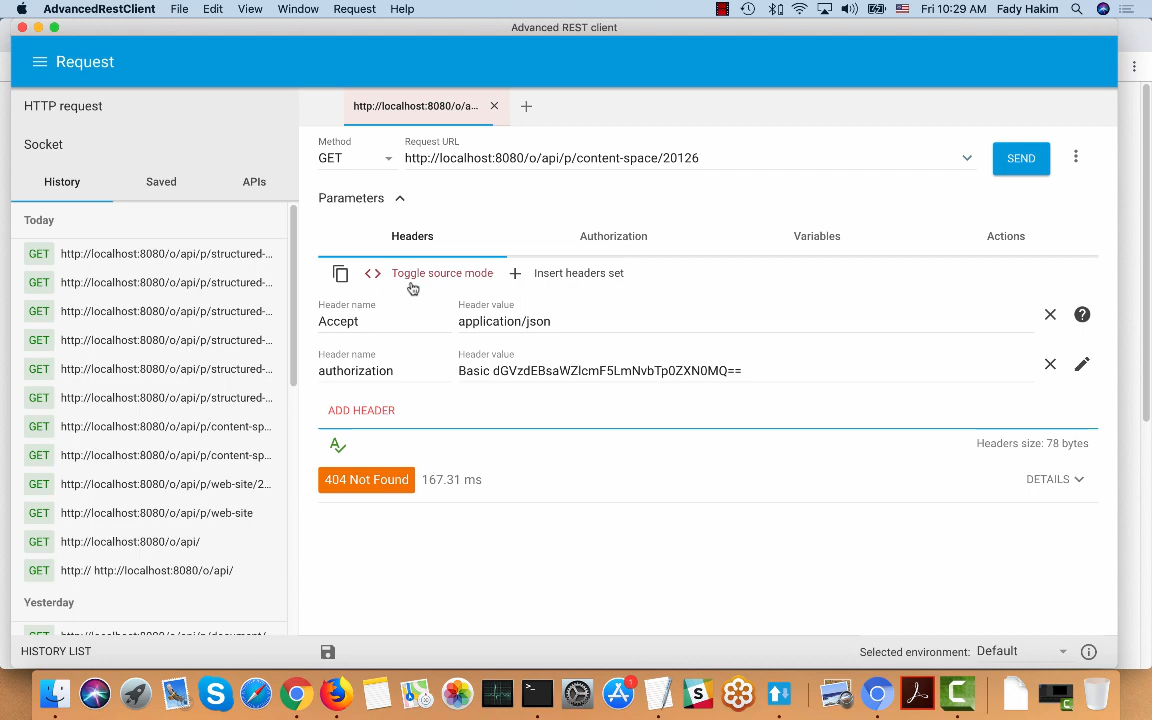 AdvancedRestClient File Edit View Window Request Help Fri 10:29 AM Fady Hakim
Advanced REST client
Request
HTTP request
Socket
History Saved APIs
Today
GET http://localhost:8080/o/api/p/structured-...
GET http://localhost:8080/o/api/p/structured-...
GET http://localhost:8080/o/api/p/structured-...
GET http://localhost:8080/o/api/p/structured-...
GET http://localhost:8080/o/api/p/structured-...
GET http://localhost:8080/o/api/p/structured-...
GET http://localhost:8080/o/api/p/content-sp...
GET http://localhost:8080/o/api/p/content-sp...
GET http://localhost:8080/o/api/p/web-site/2...
GET http://localhost:8080/o/api/p/web-site
GET http://localhost:8080/o/api/
GET http:// http://localhost:8080/o/api/
Yesterday
GET http://localhost:8080/o/api/p/document/
HISTORY LIST
http://localhost:8080/o/a...
Method Request URL
GET http://localhost:8080/o/api/p/content-space/20126 SEND
Parameters
Headers Authorization Variables Actions
Toggle source mode Insert headers set
Header name Header value
Accept application/json
Header name Header value
authorization Basic dGVzdEBsaWZlcmF5LmNvbTp0ZXN0MQ==
ADD HEADER
Headers size: 78 bytes
404 Not Found 167.31 ms DETAILS
Selected environment: Default
1